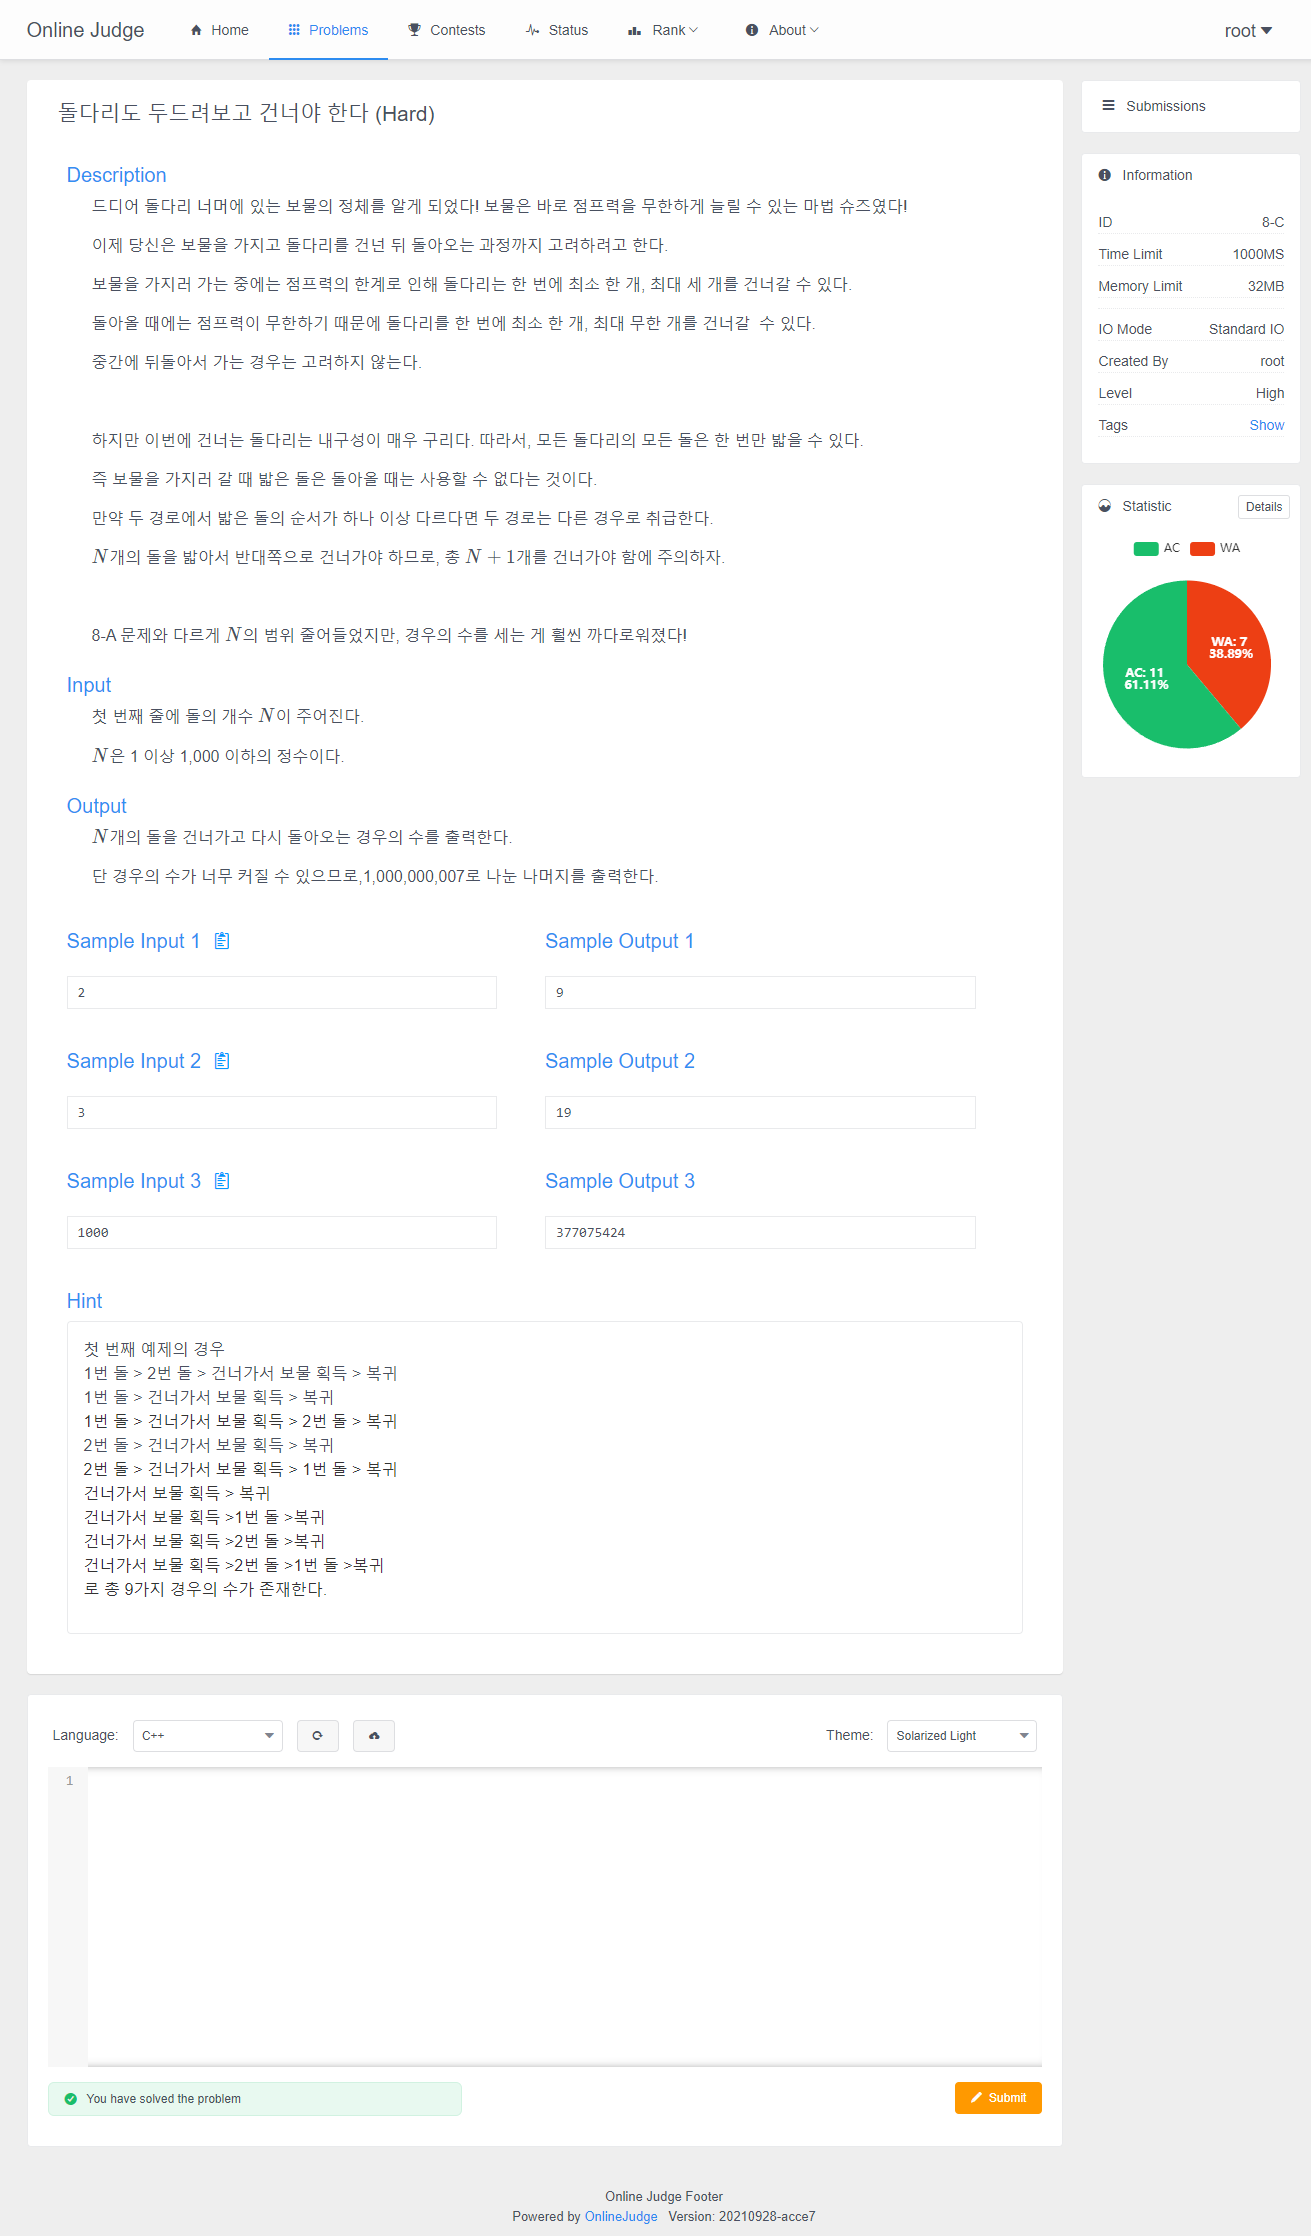 Online Judge Home Problems Contests Status Rank About root
돌다리도 두드려보고 건너야 한다 (Hard)
Description
드디어 돌다리 너머에 있는 보물의 정체를 알게 되었다! 보물은 바로 점프력을 무한하게 늘릴 수 있는 마법 슈즈였다!
이제 당신은 보물을 가지고 돌다리를 건넌 뒤 돌아오는 과정까지 고려하려고 한다.
보물을 가지러 가는 중에는 점프력의 한계로 인해 돌다리는 한 번에 최소 한 개, 최대 세 개를 건너갈 수 있다.
돌아올 때에는 점프력이 무한하기 때문에 돌다리를 한 번에 최소 한 개, 최대 무한 개를 건너갈 수 있다.
중간에 뒤돌아서 가는 경우는 고려하지 않는다.
하지만 이번에 건너는 돌다리는 내구성이 매우 구리다. 따라서, 모든 돌다리의 모든 돌은 한 번만 밟을 수 있다.
즉 보물을 가지러 갈 때 밟은 돌은 돌아올 때는 사용할 수 없다는 것이다.
만약 두 경로에서 밟은 돌의 순서가 하나 이상 다르다면 두 경로는 다른 경우로 취급한다.
N개의 돌을 밟아서 반대쪽으로 건너가야 하므로, 총 N + 1개를 건너가야 함에 주의하자.
8-A 문제와 다르게 N의 범위 줄어들었지만, 경우의 수를 세는 게 훨씬 까다로워졌다!
Input
첫 번째 줄에 돌의 개수 N이 주어진다.
N은 1 이상 1,000 이하의 정수이다.
Output
N개의 돌을 건너가고 다시 돌아오는 경우의 수를 출력한다.
단 경우의 수가 너무 커질 수 있으므로,1,000,000,007로 나눈 나머지를 출력한다.
Sample Input 1 Sample Output 1
2 9
Sample Input 2 Sample Output 2
3 19
Sample Input 3 Sample Output 3
1000 377075424
Hint
첫 번째 예제의 경우
1번 돌 > 2번 돌 > 건너가서 보물 획득 > 복귀
1번 돌 > 건너가서 보물 획득 > 복귀
1번 돌 > 건너가서 보물 획득 > 2번 돌 > 복귀
2번 돌 > 건너가서 보물 획득 > 복귀
2번 돌 > 건너가서 보물 획득 > 1번 돌 > 복귀
건너가서 보물 획득 > 복귀
건너가서 보물 획득 >1번 돌 >복귀
건너가서 보물 획득 >2번 돌 >복귀
건너가서 보물 획득 >2번 돌 >1번 돌 >복귀
로 총 9가지 경우의 수가 존재한다.
Submissions
Information
ID 8-C
Time Limit 1000MS
Memory Limit 32MB
IO Mode Standard IO
Created By root
Level High
Tags Show
Statistic Details
AC WA
WA: 7
38.89%
AC: 11
61.11%
Language: C++ Theme: Solarized Light
1
You have solved the problem Submit
Online Judge Footer
Powered by OnlineJudge Version: 20210928-acce7